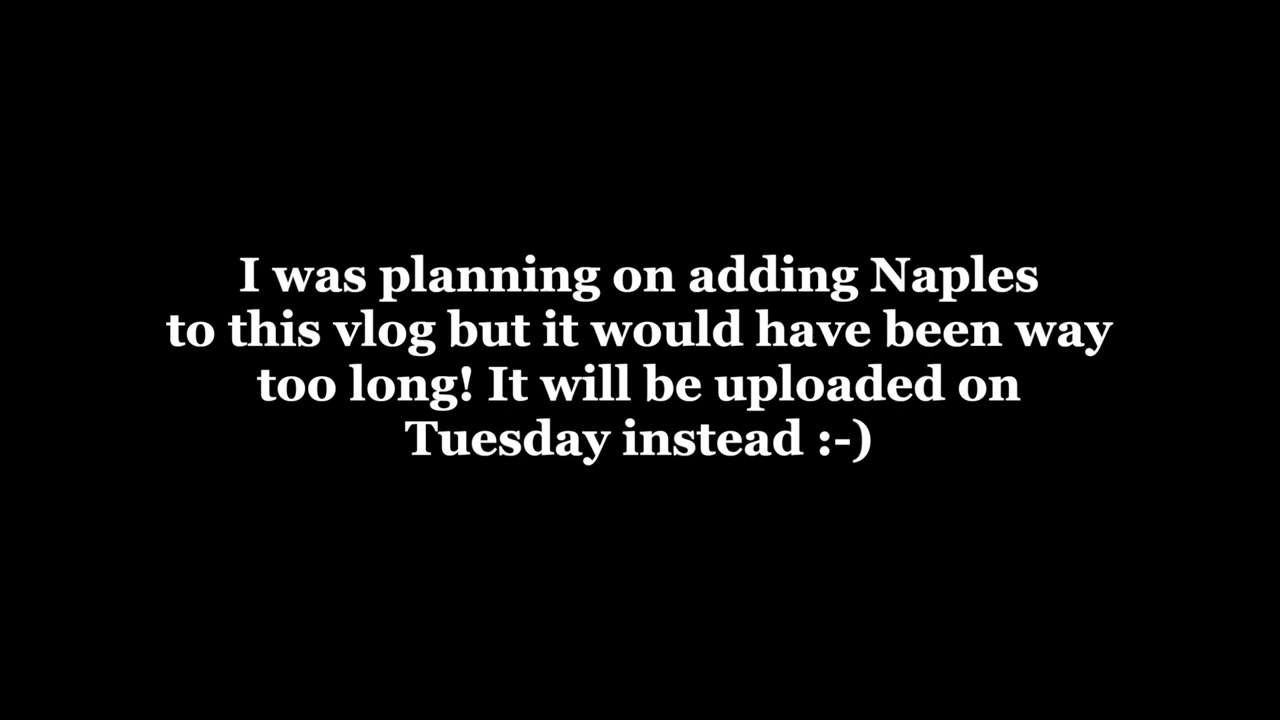 I was planning on adding Naples
to this vlog but it would have been way
too long! It will be uploaded on
Tuesday instead :-)